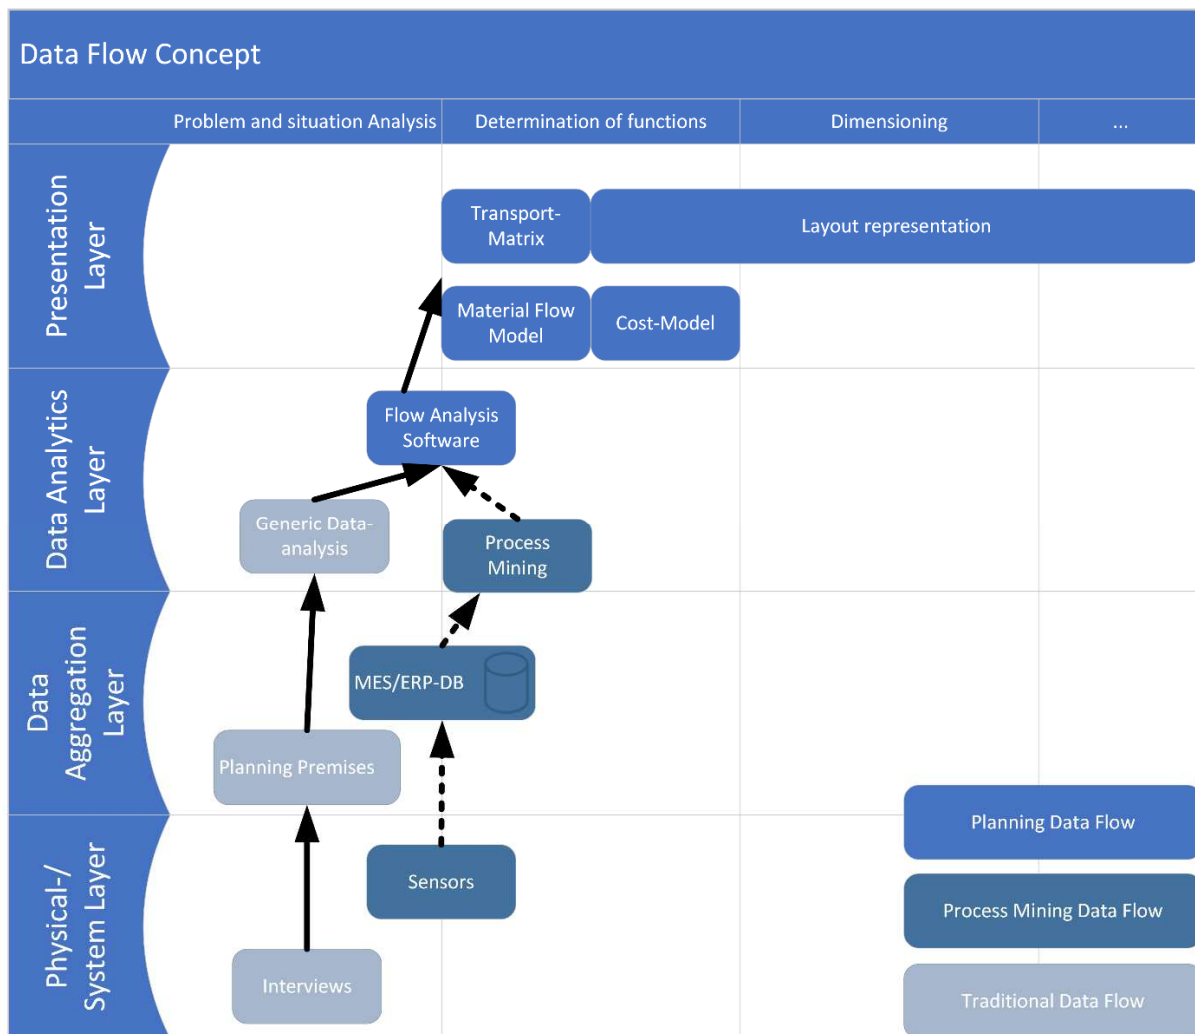 Data Flow Concept
Problem and situation Analysis
Determination of functions
Dimensioning
...
Presentation
Layer
Transport-
Matrix
Layout representation
Material Flow
Model
Cost-Model
Data Analytics
Layer
Flow Analysis
Software
Generic Data-
analysis
Process
Mining
Data
Aggregation
Layer
MES/ERP-DB
Planning Premises
Physical-/
System Layer
Sensors
Interviews
Planning Data Flow
Process Mining Data Flow
Traditional Data Flow